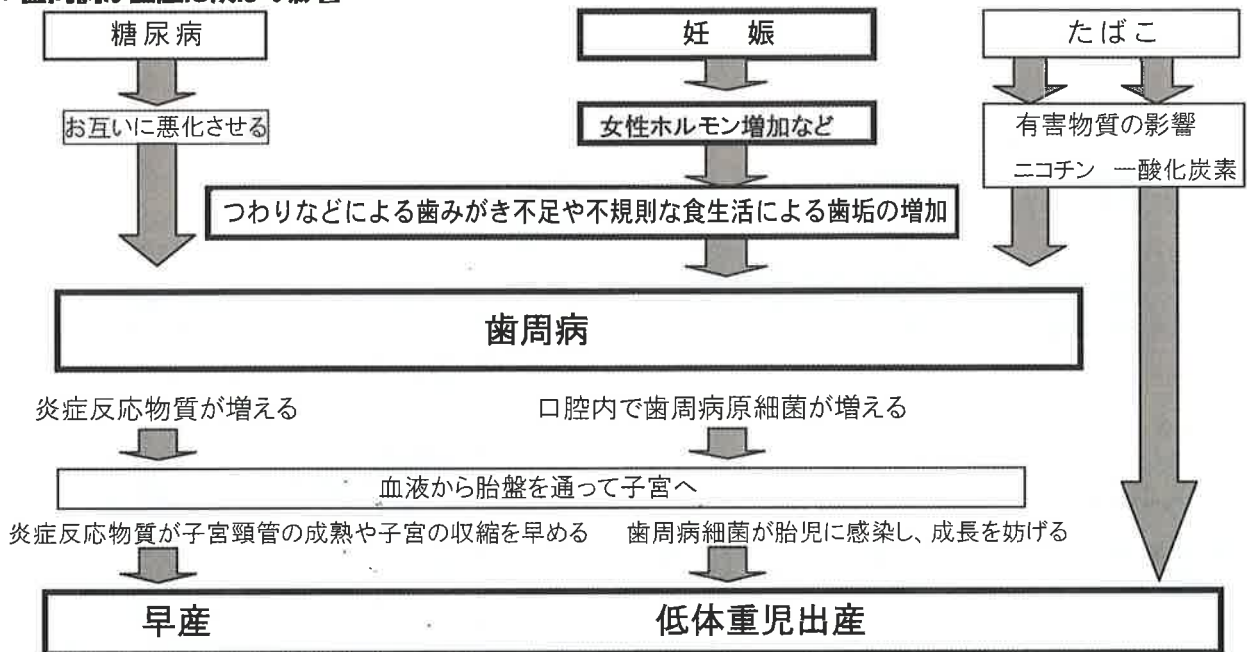 糖尿病
妊 娠
たばこ
お互いに悪化させる
女性ホルモン増加など
有害物質の影響
ニコチン 一酸化炭素
つわりなどによる歯みがき不足や不規則な食生活による歯垢の増加
歯周病
炎症反応物質が増える
口腔内で歯周病原細菌が増える
血液から胎盤を通って子宮へ
炎症反応物質が子宮頸管の成熟や子宮の収縮を早める
歯周病細菌が胎児に感染し、成長を妨げる
早産
低体重児出産